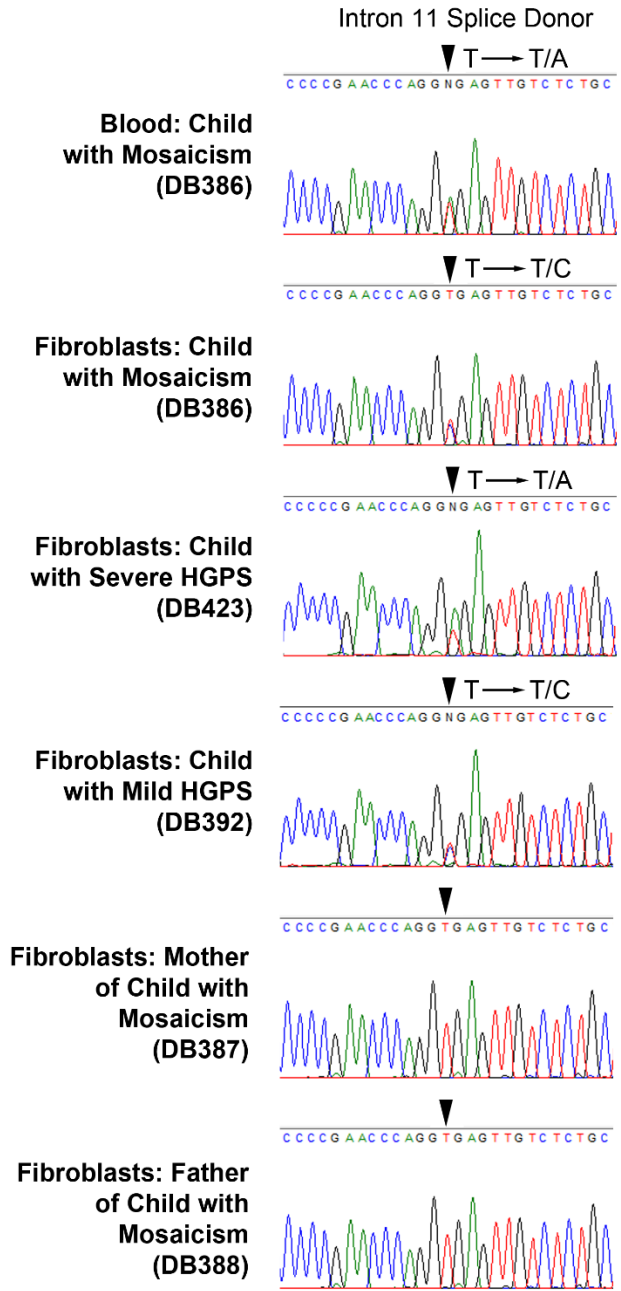 Intron 11 Splice Donor
T → T/A
CCCCGAACCCAGGNGAGTTGTCTCTGC
Blood: Child
with Mosaicism
(DB386)
T → T/C
CCCCGAACCCAGGTGAGTTGTCTCTGC
Fibroblasts: Child
with Mosaicism
(DB386)
T → T/A
CCCCCGAACCCAGGNGAGTTGTCTCTGC
Fibroblasts: Child
with Severe HGPS
(DB423)
T → T/C
CCCCCGAACCCAGGNGAGTTGTCTCTGC
Fibroblasts: Child
with Mild HGPS
(DB392)
CCCCGAACCCAGGTGAGTTGTCTCTGC
Fibroblasts: Mother
of Child with
Mosaicism
(DB387)
CCCCGAACCCAGGTGAGTTGTCTCTGC
Fibroblasts: Father
of Child with
Mosaicism
(DB388)